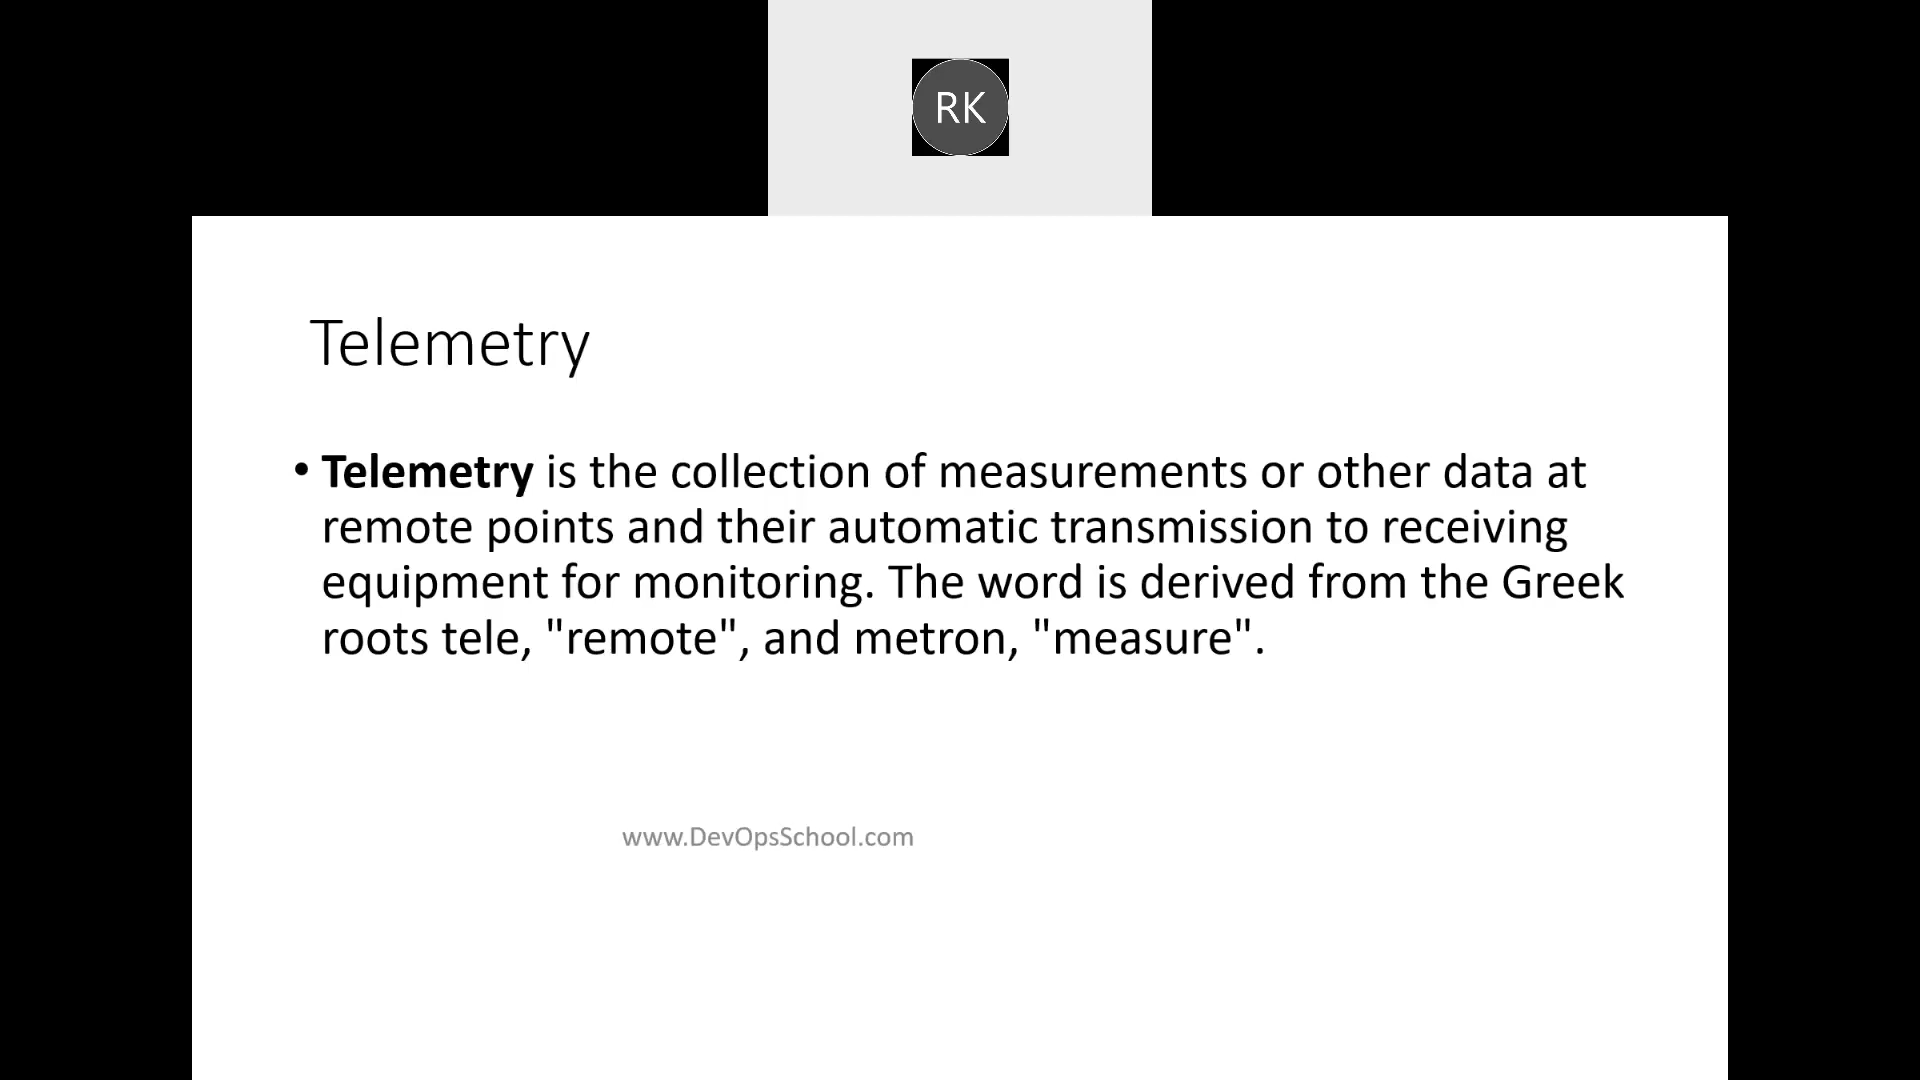 RK
Telemetry
• Telemetry is the collection of measurements or other data at
remote points and their automatic transmission to receiving
equipment for monitoring. The word is derived from the Greek
roots tele, "remote", and metron, "measure".
www.DevOpsSchool.com